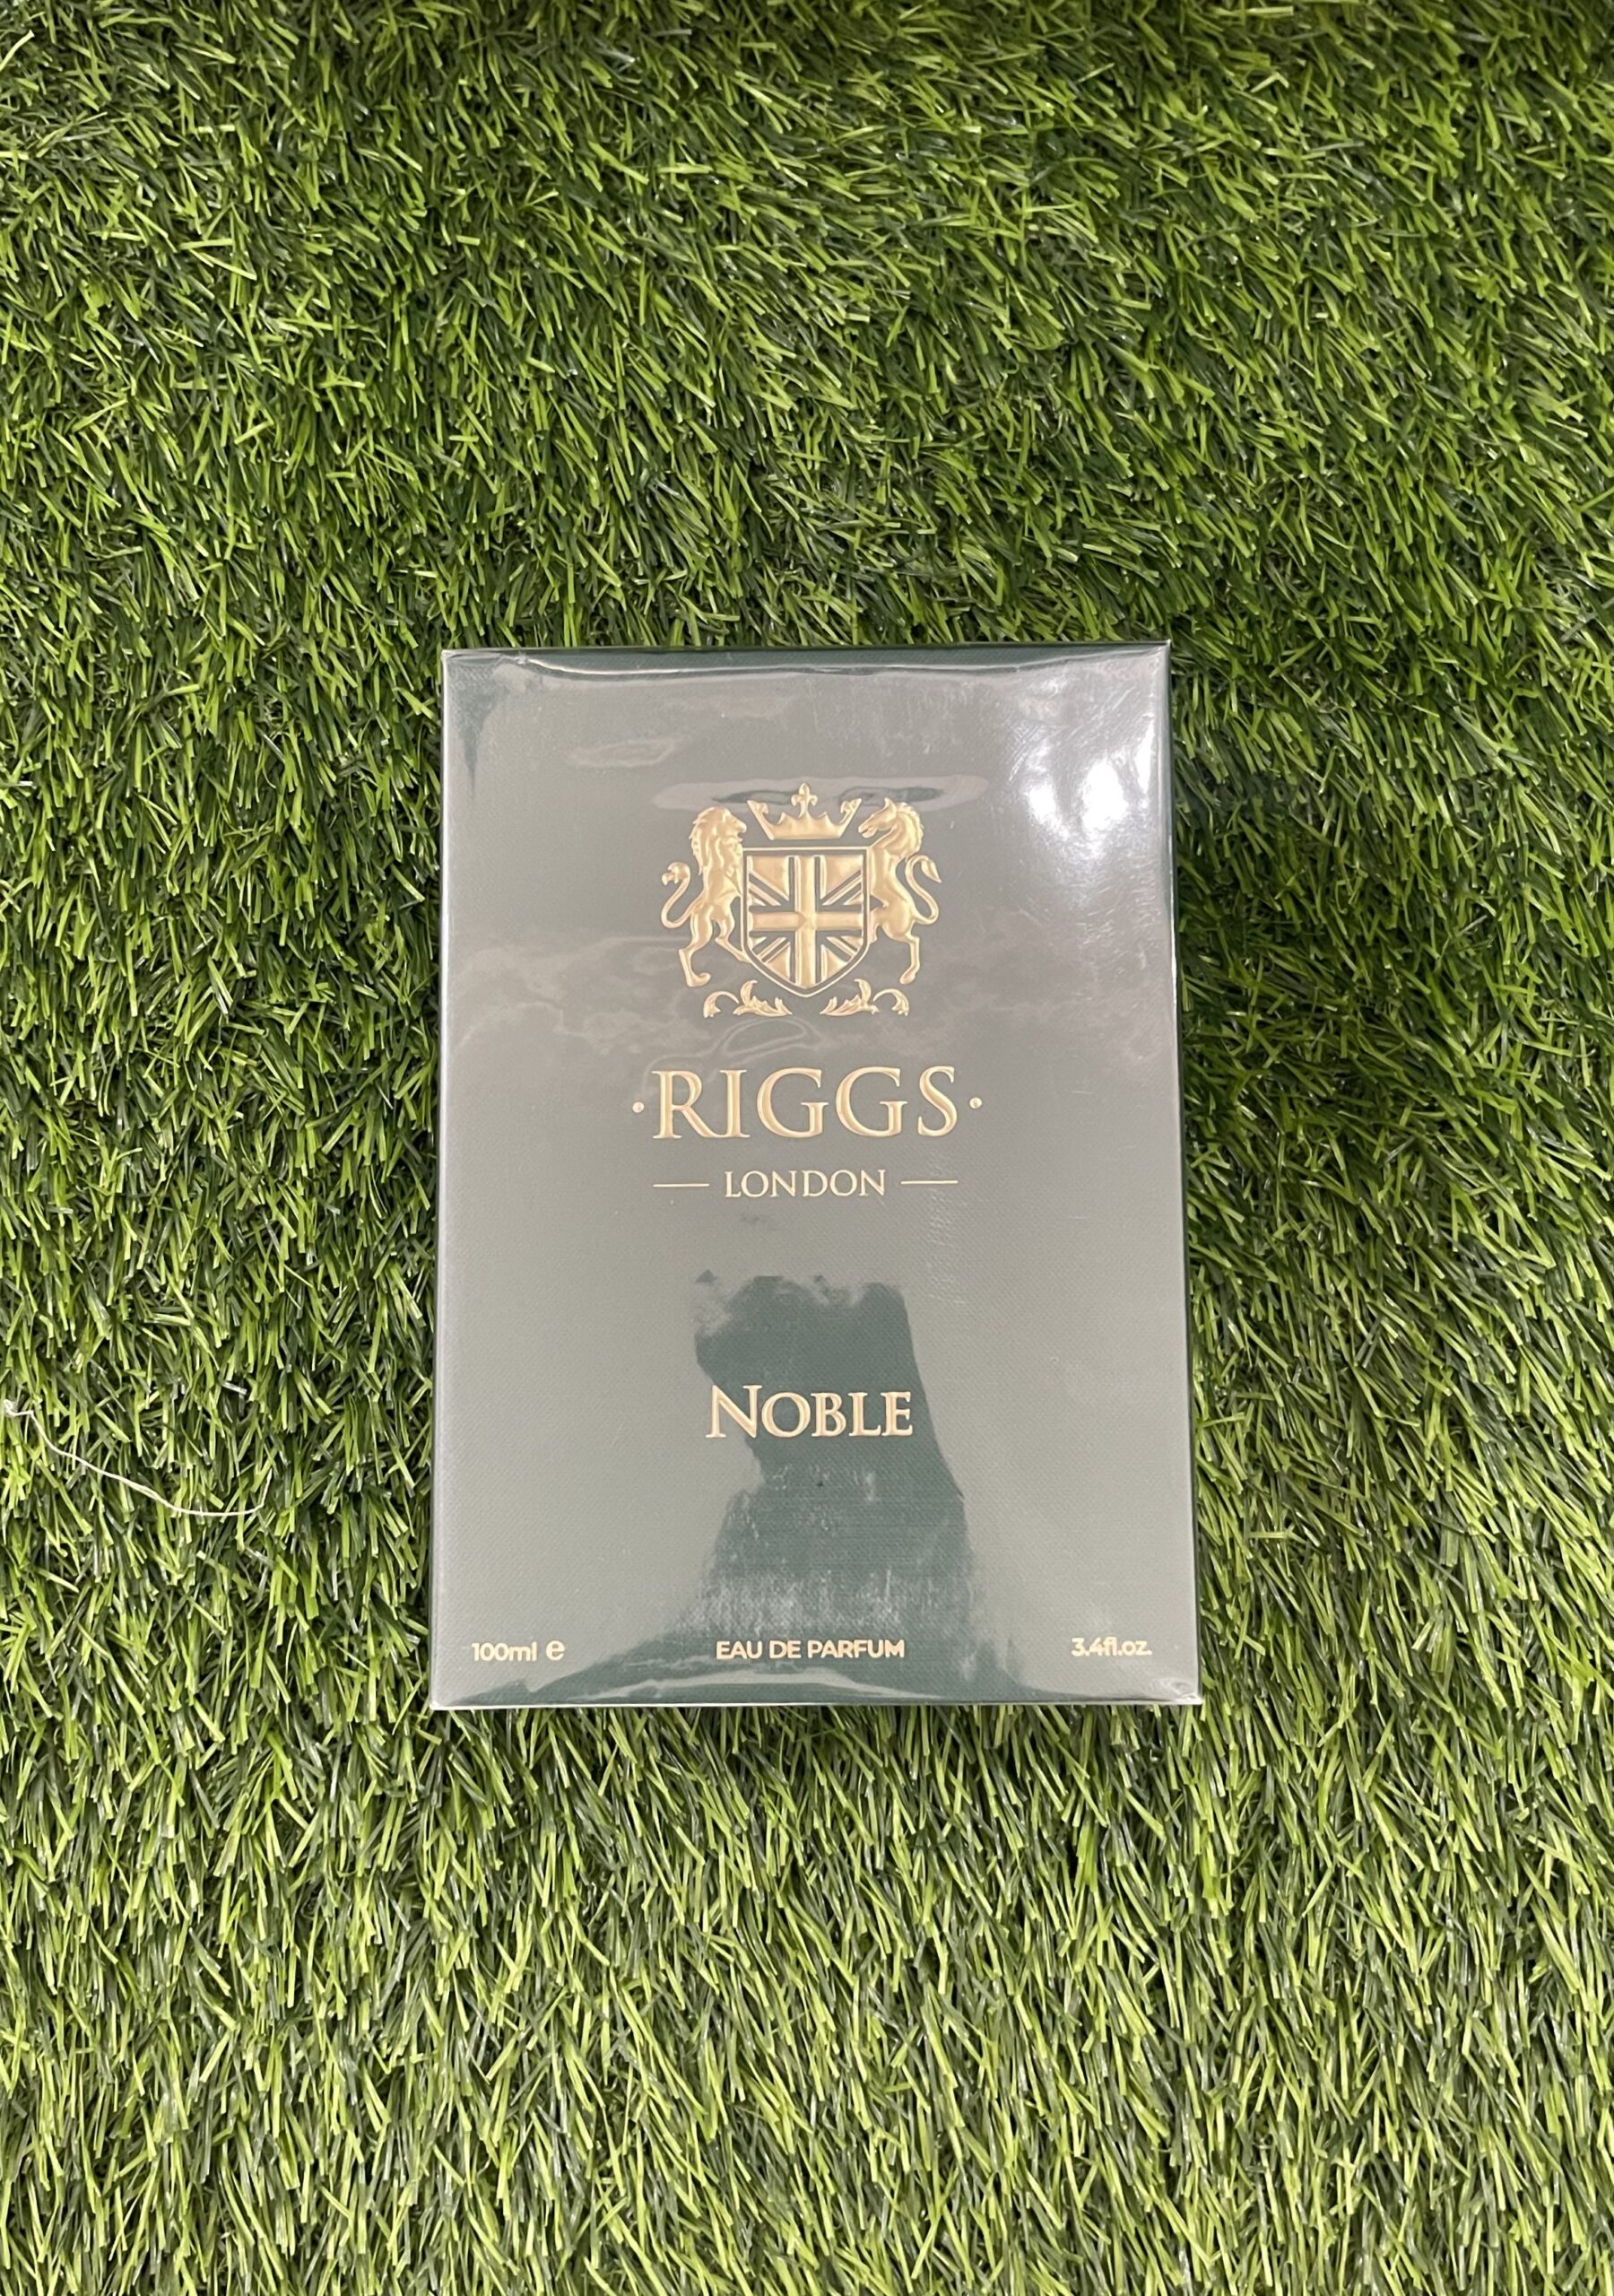 ·RIGGS·
LONDON
NOBLE
100ml ℮ EAU DE PARFUM 3.4fl.oz.